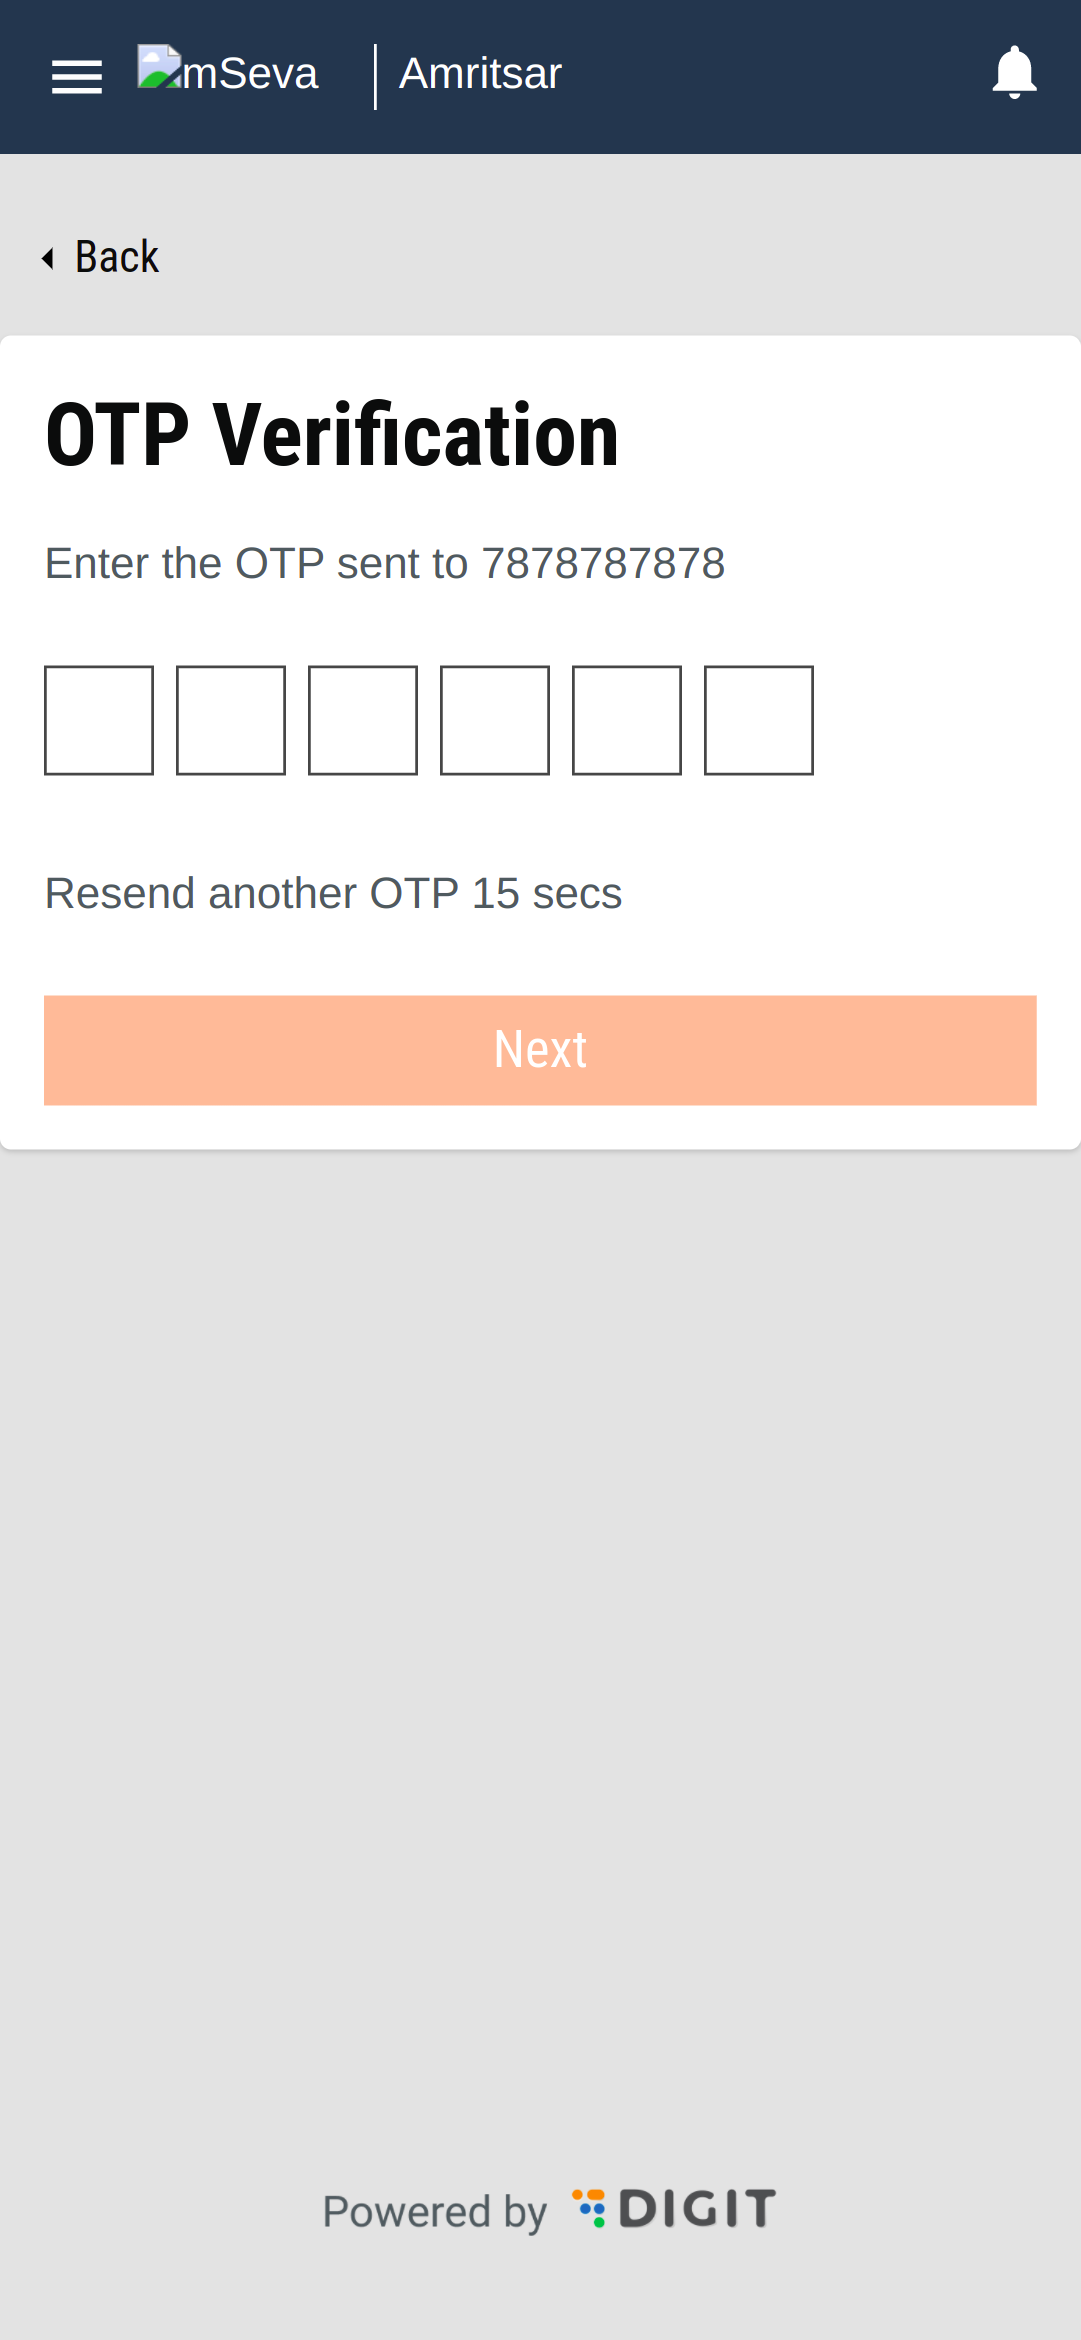 mSeva Amritsar
Back
OTP Verification
Enter the OTP sent to 7878787878
Resend another OTP 15 secs
Next
Powered by DIGIT